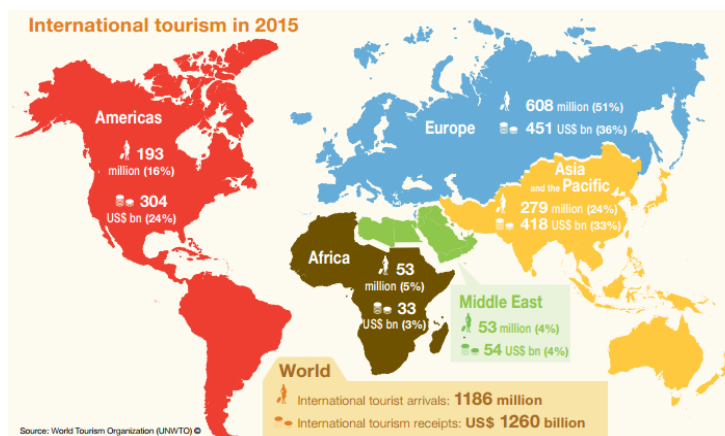 International tourism in 2015
Americas
193
million (16%)
304
US$ bn (24%)
Europe
608 million (51%)
451 US$ bn (36%)
Asia
and the Pacific
279 million (24%)
418 US$ bn (33%)
Africa
53
million (5%)
33
US$ bn (3%)
Middle East
53 million (4%)
54 US$ bn (4%)
World
International tourist arrivals: 1186 million
International tourism receipts: US$ 1260 billion
Source: World Tourism Organization (UNWTO) ©